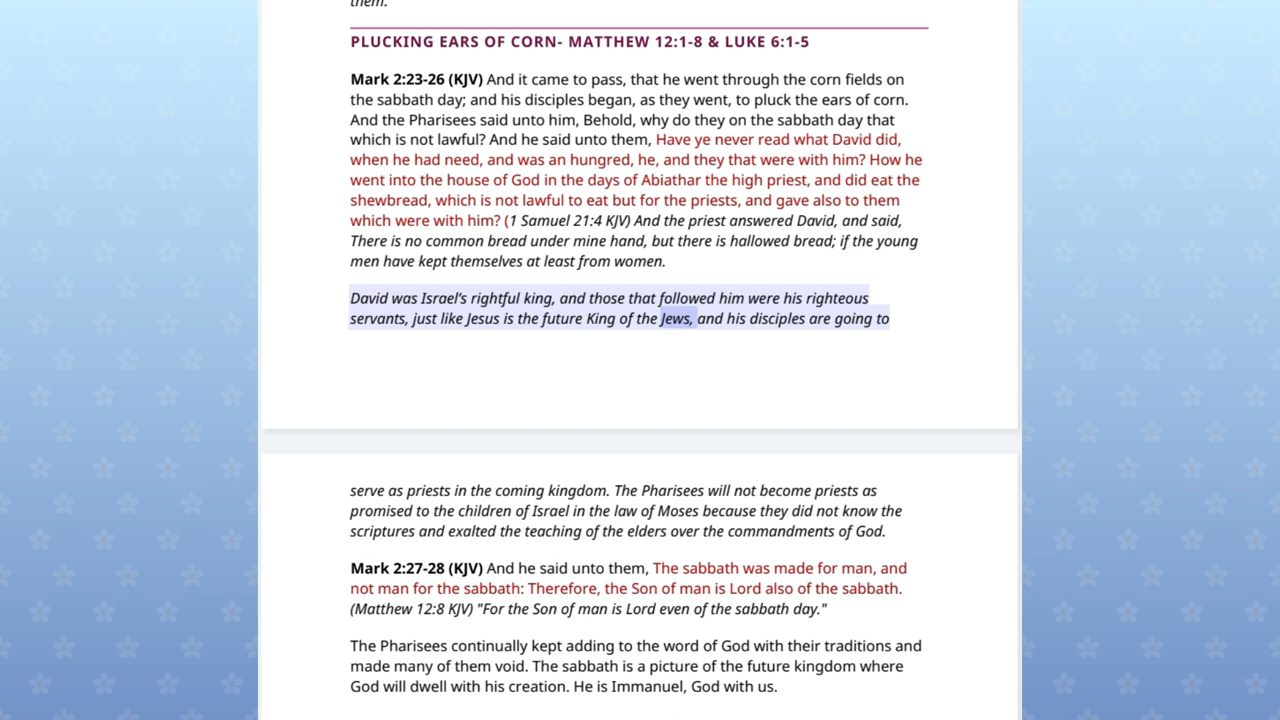 them.
PLUCKING EARS OF CORN- MATTHEW 12:1-8 & LUKE 6:1-5
Mark 2:23-26 (KJV) And it came to pass, that he went through the corn fields on
the sabbath day; and his disciples began, as they went, to pluck the ears of corn.
And the Pharisees said unto him, Behold, why do they on the sabbath day that
which is not lawful? And he said unto them, Have ye never read what David did,
when he had need, and was an hungred, he, and they that were with him? How he
went into the house of God in the days of Abiathar the high priest, and did eat the
shewbread, which is not lawful to eat but for the priests, and gave also to them
which were with him? (1 Samuel 21:4 KJV) And the priest answered David, and said,
There is no common bread under mine hand, but there is hallowed bread; if the young
men have kept themselves at least from women.
David was Israel’s rightful king, and those that followed him were his righteous
servants, just like Jesus is the future King of the Jews, and his disciples are going to
serve as priests in the coming kingdom. The Pharisees will not become priests as
promised to the children of Israel in the law of Moses because they did not know the
scriptures and exalted the teaching of the elders over the commandments of God.
Mark 2:27-28 (KJV) And he said unto them, The sabbath was made for man, and
not man for the sabbath: Therefore, the Son of man is Lord also of the sabbath.
(Matthew 12:8 KJV) "For the Son of man is Lord even of the sabbath day."
The Pharisees continually kept adding to the word of God with their traditions and
made many of them void. The sabbath is a picture of the future kingdom where
God will dwell with his creation. He is Immanuel, God with us.